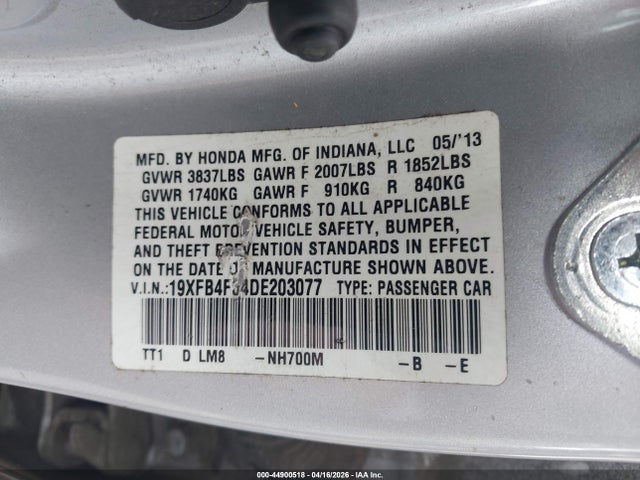 MFD. BY HONDA MFG. OF INDIANA, LLC 05/'13
GVWR 3837LBS GAWR F 2007LBS R 1852LBS
GVWR 1740KG GAWR F 910KG R 840KG
THIS VEHICLE CONFORMS TO ALL APPLICABLE
FEDERAL MOTOR VEHICLE SAFETY, BUMPER,
AND THEFT PREVENTION STANDARDS IN EFFECT
ON THE DATE OF MANUFACTURE SHOWN ABOVE.
V.I.N.: TYPE: PASSENGER CAR
TT1 D LM8 -NH700M -B -E
000-44900518 | 04/16/2026 | IAA Inc.